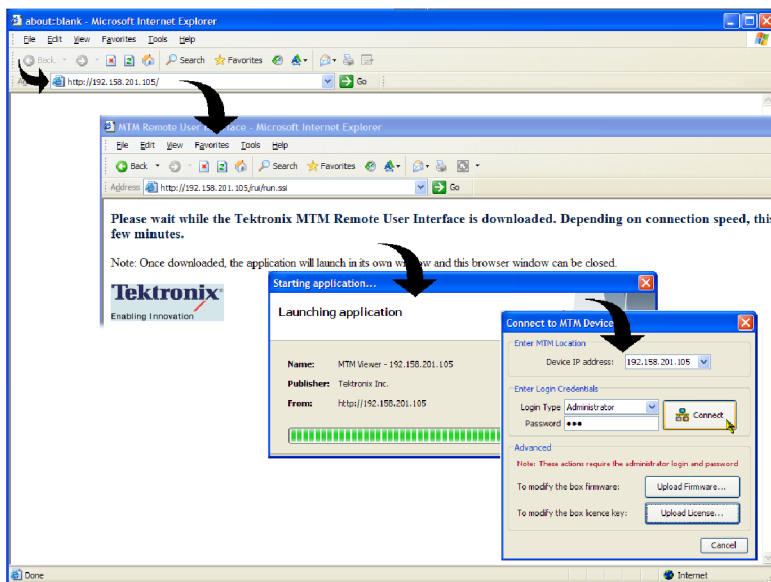 about:blank - Microsoft Internet Explorer
File Edit View Favorites Tools Help
Back Search Favorites
http://192.158.201.105/ Go
MTM Remote User Interface - Microsoft Internet Explorer
File Edit View Favorites Tools Help
Back Search Favorites
Address http://192.158.201.105/rui/run.ssi Go
Please wait while the Tektronix MTM Remote User Interface is downloaded. Depending on connection speed, this
few minutes.
Note: Once downloaded, the application will launch in its own window and this browser window can be closed.
Tektronix
Enabling Innovation
Starting application...
Launching application
Name: MTM Viewer - 192.158.201.105
Publisher: Tektronix Inc.
From: http://192.158.201.105
Connect to MTM Device
Enter MTM Location
Device IP address: 192.158.201.105
Enter Login Credentials
Login Type Administrator
Password ●●●
Connect
Advanced
Note: These actions require the administrator login and password
To modify the box firmware: Upload Firmware...
To modify the box licence key: Upload License...
Cancel
Done Internet